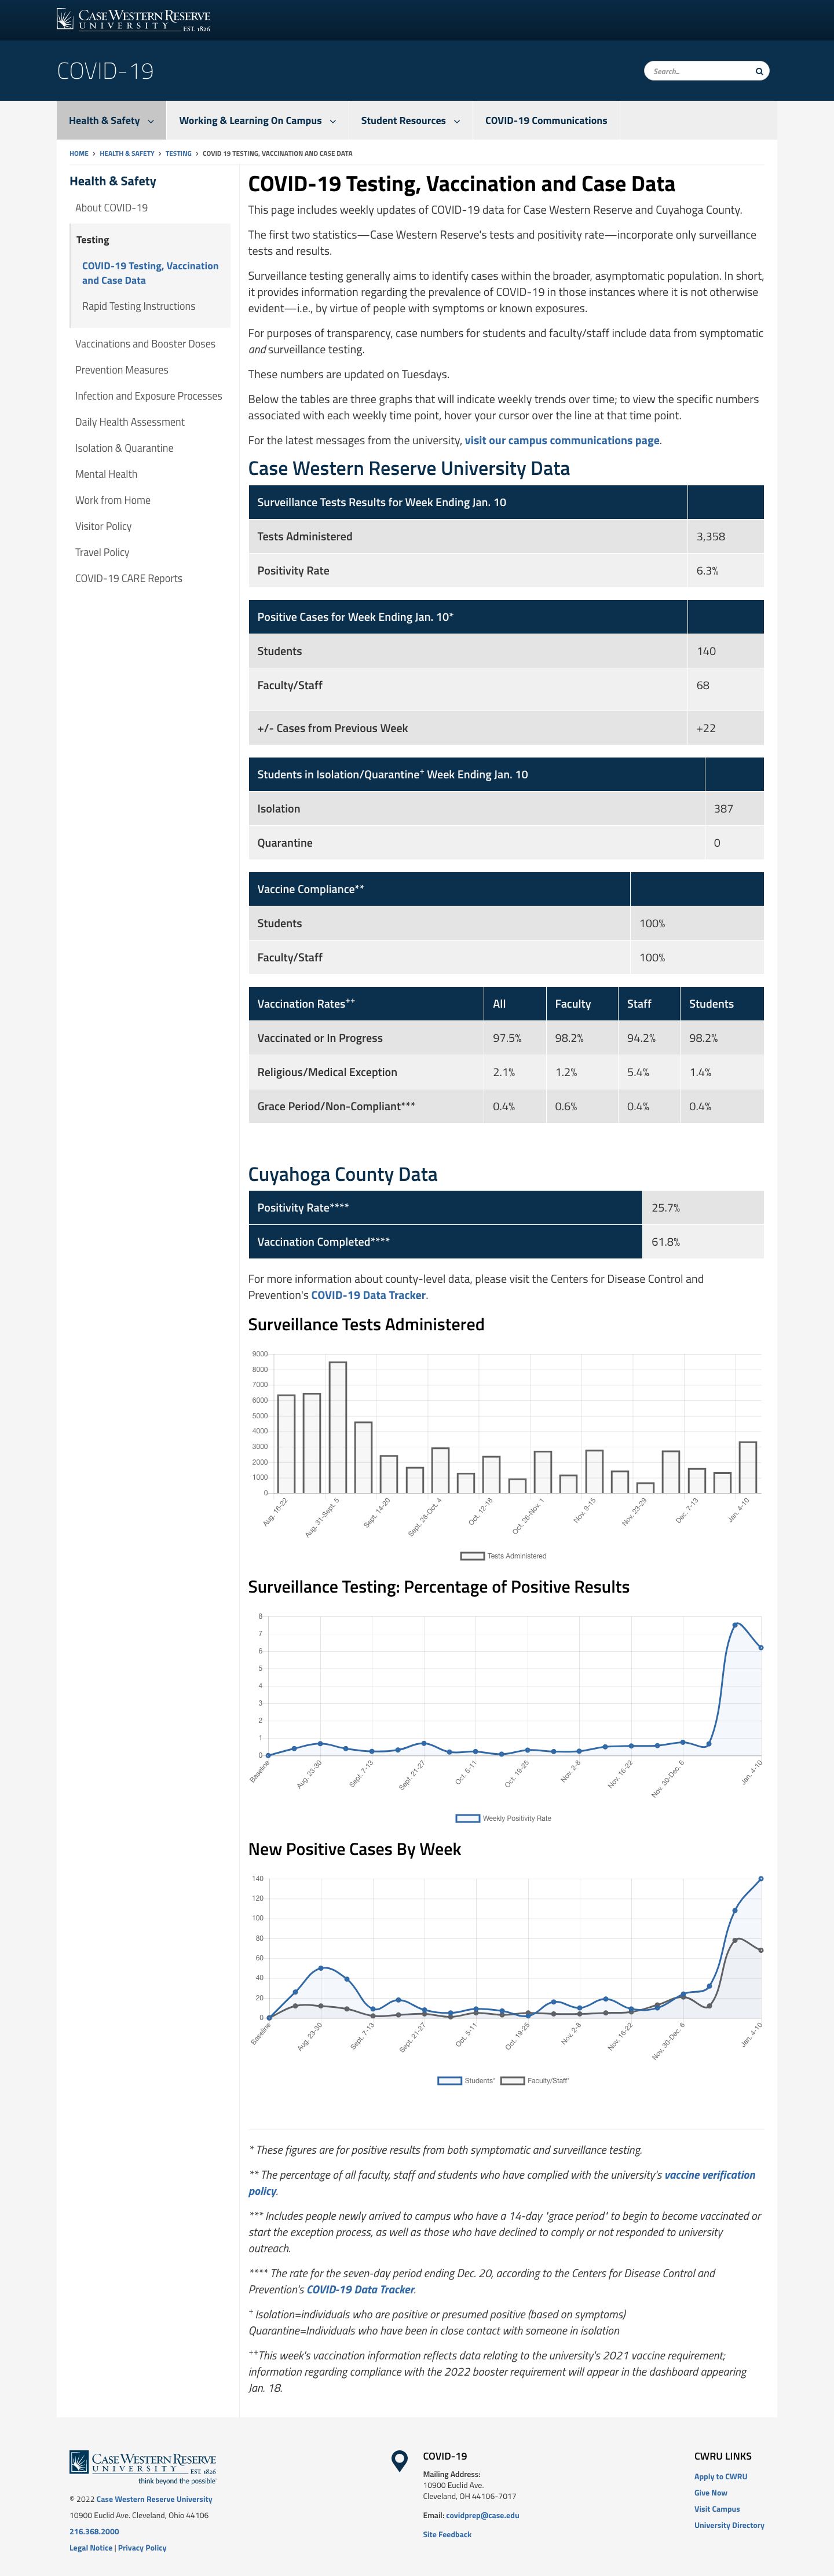 CASE WESTERN RESERVE
UNIVERSITY EST. 1826
COVID-19
Search...
Health & Safety
Working & Learning On Campus
Student Resources
COVID-19 Communications
HOME › HEALTH & SAFETY › TESTING › COVID 19 TESTING, VACCINATION AND CASE DATA
Health & Safety
About COVID-19
Testing
COVID-19 Testing, Vaccination
and Case Data
Rapid Testing Instructions
Vaccinations and Booster Doses
Prevention Measures
Infection and Exposure Processes
Daily Health Assessment
Isolation & Quarantine
Mental Health
Work from Home
Visitor Policy
Travel Policy
COVID-19 CARE Reports
COVID-19 Testing, Vaccination and Case Data
This page includes weekly updates of COVID-19 data for Case Western Reserve and Cuyahoga County.
The first two statistics—Case Western Reserve's tests and positivity rate—incorporate only surveillance
tests and results.
Surveillance testing generally aims to identify cases within the broader, asymptomatic population. In short,
it provides information regarding the prevalence of COVID-19 in those instances where it is not otherwise
evident—i.e., by virtue of people with symptoms or known exposures.
For purposes of transparency, case numbers for students and faculty/staff include data from symptomatic
and surveillance testing.
These numbers are updated on Tuesdays.
Below the tables are three graphs that will indicate weekly trends over time; to view the specific numbers
associated with each weekly time point, hover your cursor over the line at that time point.
For the latest messages from the university, visit our campus communications page.
Case Western Reserve University Data
Surveillance Tests Results for Week Ending Jan. 10
Tests Administered 3,358
Positivity Rate 6.3%
Positive Cases for Week Ending Jan. 10*
Students 140
Faculty/Staff 68
+/- Cases from Previous Week +22
Students in Isolation/Quarantine+ Week Ending Jan. 10
Isolation 387
Quarantine 0
Vaccine Compliance**
Students 100%
Faculty/Staff 100%
Vaccination Rates++ All Faculty Staff Students
Vaccinated or In Progress 97.5% 98.2% 94.2% 98.2%
Religious/Medical Exception 2.1% 1.2% 5.4% 1.4%
Grace Period/Non-Compliant*** 0.4% 0.6% 0.4% 0.4%
Cuyahoga County Data
Positivity Rate**** 25.7%
Vaccination Completed**** 61.8%
For more information about county-level data, please visit the Centers for Disease Control and
Prevention's COVID-19 Data Tracker.
Surveillance Tests Administered
9000
8000
7000
6000
5000
4000
3000
2000
1000
0
Aug. 16-22 Aug. 31-Sept. 5 Sept. 14-20 Sept. 28-Oct. 4 Oct. 12-18 Oct. 26-Nov. 1 Nov. 9-15 Nov. 23-29 Dec. 7-13 Jan. 4-10
Tests Administered
Surveillance Testing: Percentage of Positive Results
8
7
6
5
4
3
2
1
0
Baseline Aug. 23-30 Sept. 7-13 Sept. 21-27 Oct. 5-11 Oct. 19-25 Nov. 2-8 Nov. 16-22 Nov. 30-Dec. 6 Jan. 4-10
Weekly Positivity Rate
New Positive Cases By Week
140
120
100
80
60
40
20
0
Baseline Aug. 23-30 Sept. 7-13 Sept. 21-27 Oct. 5-11 Oct. 19-25 Nov. 2-8 Nov. 16-22 Nov. 30-Dec. 6 Jan. 4-10
Students* Faculty/Staff*
* These figures are for positive results from both symptomatic and surveillance testing.
** The percentage of all faculty, staff and students who have complied with the university's vaccine verification
policy.
*** Includes people newly arrived to campus who have a 14-day "grace period" to begin to become vaccinated or
start the exception process, as well as those who have declined to comply or not responded to university
outreach.
**** The rate for the seven-day period ending Dec. 20, according to the Centers for Disease Control and
Prevention's COVID-19 Data Tracker.
+ Isolation=individuals who are positive or presumed positive (based on symptoms)
Quarantine=Individuals who have been in close contact with someone in isolation
++This week's vaccination information reflects data relating to the university's 2021 vaccine requirement;
information regarding compliance with the 2022 booster requirement will appear in the dashboard appearing
Jan. 18.
CASE WESTERN RESERVE
UNIVERSITY EST. 1826
think beyond the possible®
© 2022 Case Western Reserve University
10900 Euclid Ave. Cleveland, Ohio 44106
216.368.2000
Legal Notice | Privacy Policy
COVID-19
Mailing Address:
10900 Euclid Ave.
Cleveland, OH 44106-7017
Email: covidprep@case.edu
Site Feedback
CWRU LINKS
Apply to CWRU
Give Now
Visit Campus
University Directory